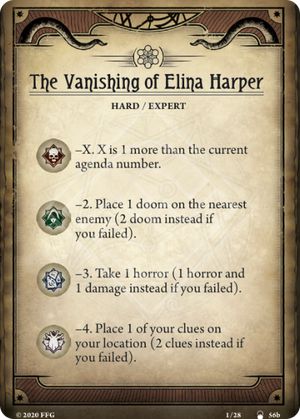 The Vanishing of Elina Harper
HARD / EXPERT
–X. X is 1 more than the current
agenda number.
–2. Place 1 doom on the nearest
enemy (2 doom instead if
you failed).
–3. Take 1 horror (1 horror and
1 damage instead if you failed).
–4. Place 1 of your clues on
your location (2 clues instead if
you failed).
© 2020 FFG
1/28
56b